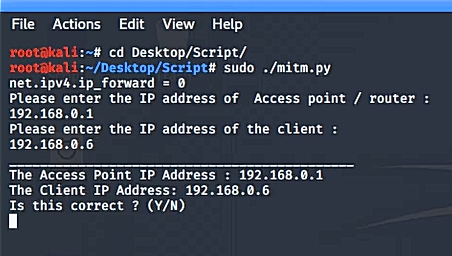 File Actions Edit View Help
root@kali:~# cd Desktop/Script/
root@kali:~/Desktop/Script# sudo ./mitm.py
net.ipv4.ip_forward = 0
Please enter the IP address of  Access point / router :
192.168.0.1
Please enter the IP address of the client :
192.168.0.6
The Access Point IP Address : 192.168.0.1
The Client IP Address: 192.168.0.6
Is this correct ? (Y/N)